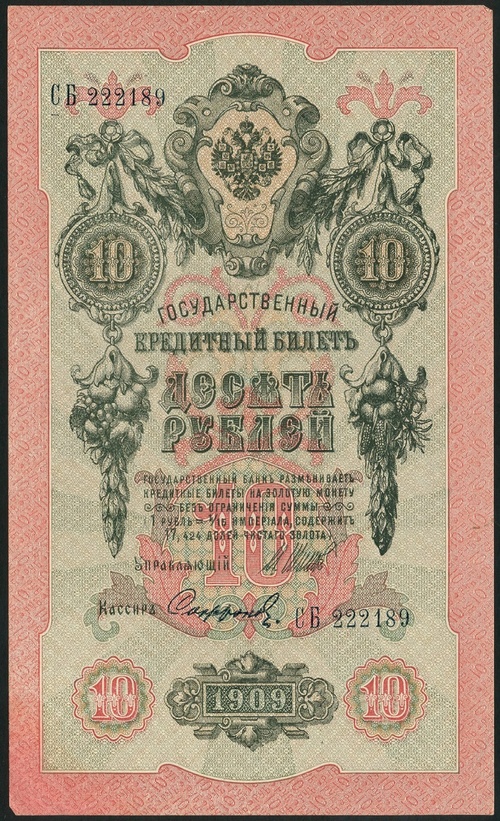 СБ 222189
10 10
ГОСУДАРСТВЕННЫЙ
КРЕДИТНЫЙ БИЛЕТЪ
ДЕСЯТЬ
РУБЛЕЙ
ГОСУДАРСТВЕННЫЙ БАНКЪ РАЗМѢНИВАЕТЪ
КРЕДИТНЫЕ БИЛЕТЫ НА ЗОЛОТУЮ МОНЕТУ
БЕЗЪ ОГРАНИЧЕНІЯ СУММЫ
1 РУБЛЬ = 1/15 ИМПЕРІАЛА, СОДЕРЖИТЪ
17,424 ДОЛЕЙ ЧИСТАГО ЗОЛОТА)
10
УПРАВЛЯЮЩІЙ
Кассиръ Софроновъ. СБ 222189
10 1909 10